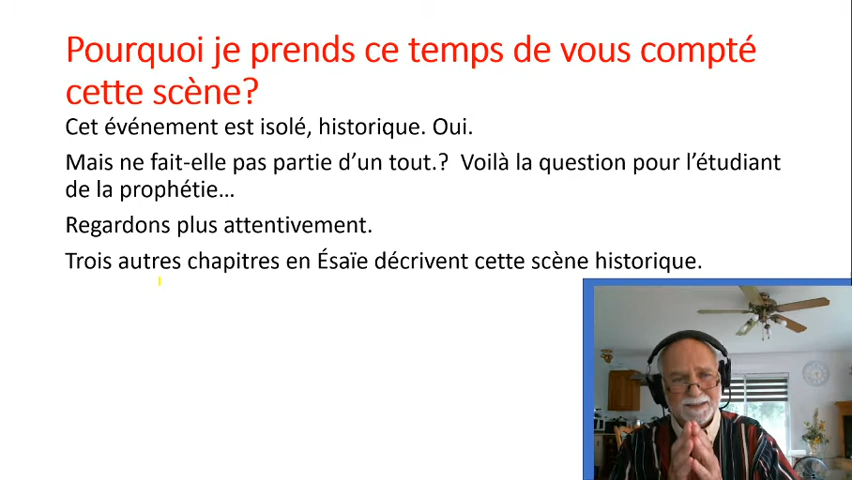 Pourquoi je prends ce temps de vous compté
cette scène?
Cet événement est isolé, historique. Oui.
Mais ne fait-elle pas partie d’un tout.? Voilà la question pour l’étudiant
de la prophétie…
Regardons plus attentivement.
Trois autres chapitres en Ésaïe décrivent cette scène historique.